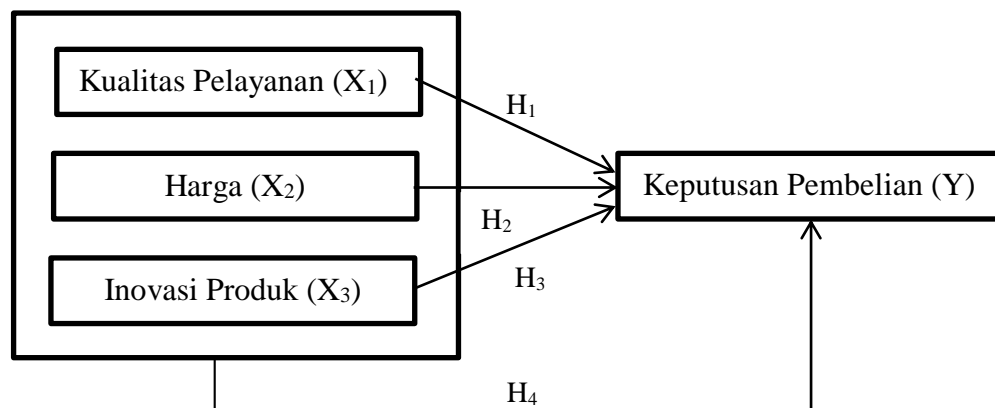 Kualitas Pelayanan (X₁)
H₁
Harga (X₂)
Keputusan Pembelian (Y)
H₂
Inovasi Produk (X₃)
H₃
H₄